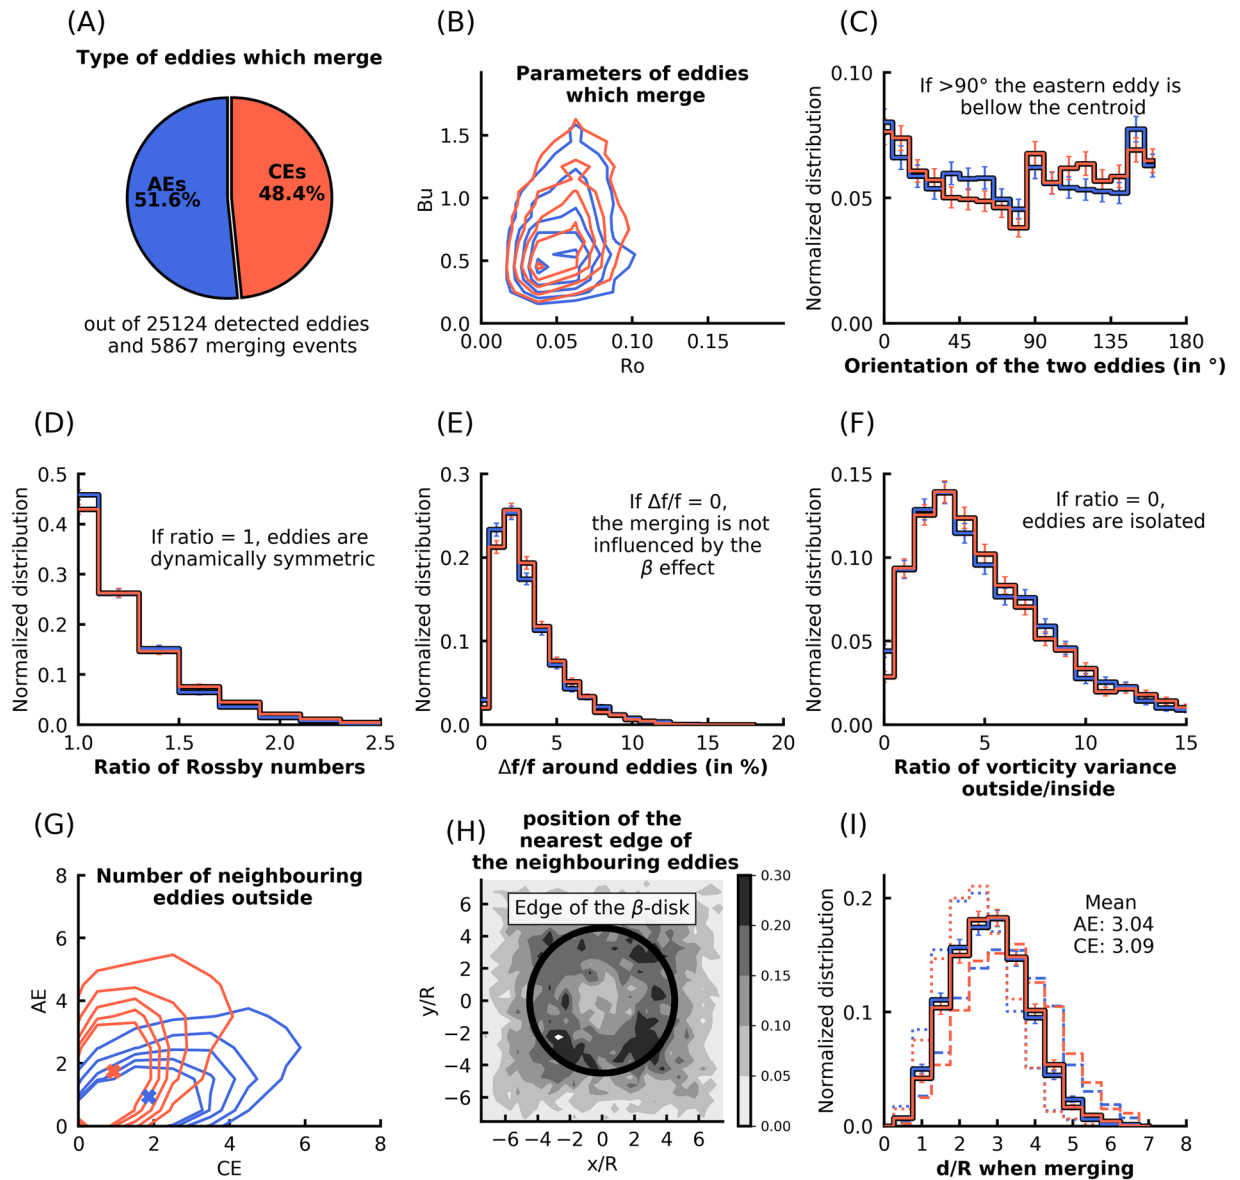 (A)
Type of eddies which merge
AEs
51.6%
CEs
48.4%
out of 25124 detected eddies
and 5867 merging events
(B)
Parameters of eddies
which merge
Bu
1.5
1.0
0.5
0.0
0.00 0.05 0.10 0.15
Ro
(C)
If >90° the eastern eddy is
bellow the centroid
Normalized distribution
0.10
0.05
0.00
0 45 90 135 180
Orientation of the two eddies (in °)
(D)
Normalized distribution
0.5
0.4
0.3
0.2
0.1
0.0
If ratio = 1, eddies are
dynamically symmetric
1.0 1.5 2.0 2.5
Ratio of Rossby numbers
(E)
Normalized distribution
0.3
0.2
0.1
0.0
If Δf/f = 0,
the merging is not
influenced by the
β effect
0 5 10 15 20
Δf/f around eddies (in %)
(F)
Normalized distribution
0.15
0.10
0.05
0.00
If ratio = 0,
eddies are isolated
0 5 10 15
Ratio of vorticity variance
outside/inside
(G)
Number of neighbouring
eddies outside
AE
8
6
4
2
0
0 2 4 6 8
CE
(H)
position of the
nearest edge of
the neighbouring eddies
Edge of the β-disk
y/R
6
4
2
0
−2
−4
−6
−6 −4 −2 0 2 4 6
x/R
0.30
0.20
0.15
0.10
0.05
0.00
(I)
Normalized distribution
0.2
0.1
0.0
Mean
AE: 3.04
CE: 3.09
0 1 2 3 4 5 6 7 8
d/R when merging